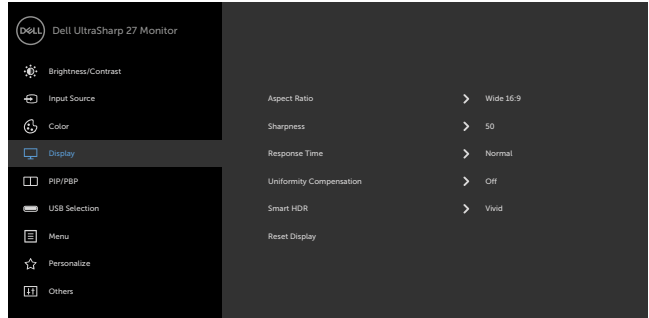 DELL Dell UltraSharp 27 Monitor
Brightness/Contrast
Input Source
Aspect Ratio Wide 16:9
Color
Sharpness 50
Display
Response Time Normal
PIP/PBP
Uniformity Compensation Off
USB Selection
Smart HDR Vivid
Menu
Reset Display
Personalize
Others